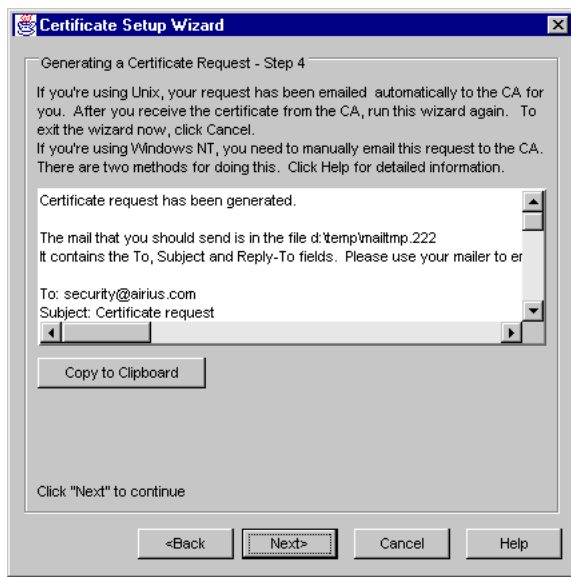 Certificate Setup Wizard
Generating a Certificate Request - Step 4
If you're using Unix, your request has been emailed automatically to the CA for
you. After you receive the certificate from the CA, run this wizard again. To
exit the wizard now, click Cancel.
If you're using Windows NT, you need to manually email this request to the CA.
There are two methods for doing this. Click Help for detailed information.
Certificate request has been generated.
The mail that you should send is in the file d:\temp\mailtmp.222
It contains the To, Subject and Reply-To fields. Please use your mailer to
To: security@airius.com
Subject: Certificate request
Copy to Clipboard
Click "Next" to continue
<Back
Next>
Cancel
Help